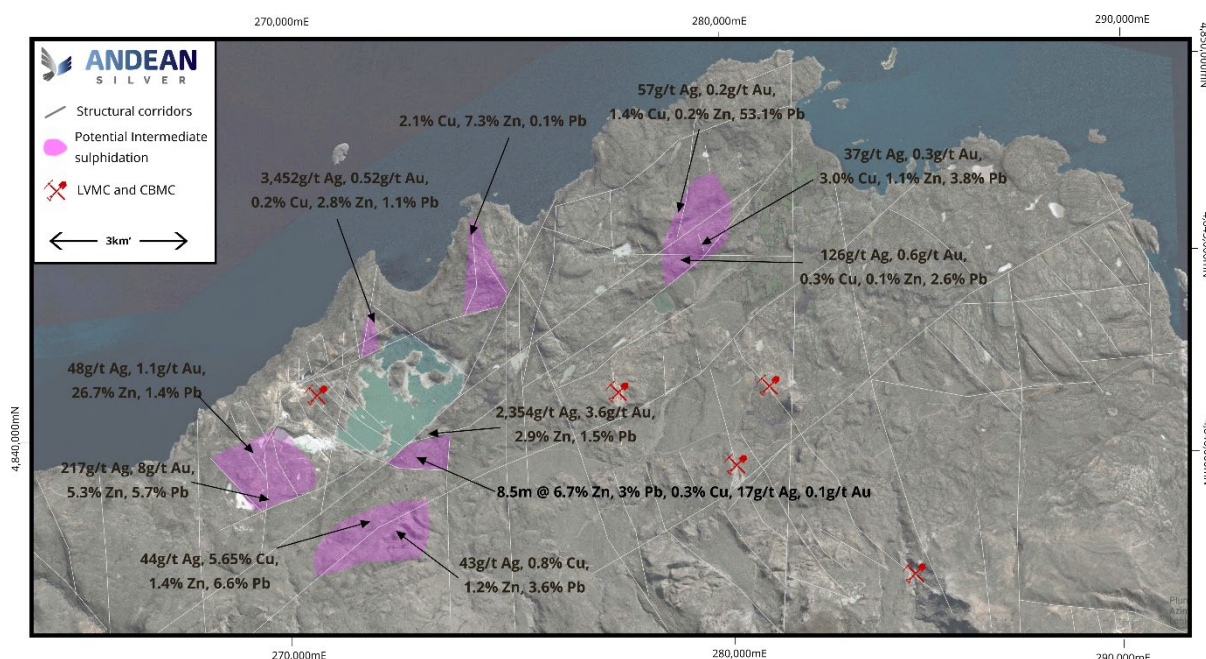 270,000mE
280,000mE
290,000mE
4,850,000mN
ANDEAN
SILVER
Structural corridors
Potential Intermediate
sulphidation
LVMC and CBMC
3km'
57g/t Ag, 0.2g/t Au,
1.4% Cu, 0.2% Zn, 53.1% Pb
2.1% Cu, 7.3% Zn, 0.1% Pb
37g/t Ag, 0.3g/t Au,
3.0% Cu, 1.1% Zn, 3.8% Pb
3,452g/t Ag, 0.52g/t Au,
0.2% Cu, 2.8% Zn, 1.1% Pb
126g/t Ag, 0.6g/t Au,
0.3% Cu, 0.1% Zn, 2.6% Pb
48g/t Ag, 1.1g/t Au,
26.7% Zn, 1.4% Pb
2,354g/t Ag, 3.6g/t Au,
2.9% Zn, 1.5% Pb
4,840,000mN
217g/t Ag, 8g/t Au,
5.3% Zn, 5.7% Pb
8.5m @ 6.7% Zn, 3% Pb, 0.3% Cu, 17g/t Ag, 0.1g/t Au
44g/t Ag, 5.65% Cu,
1.4% Zn, 6.6% Pb
43g/t Ag, 0.8% Cu,
1.2% Zn, 3.6% Pb
270,000mE
280,000mE
290,000mE